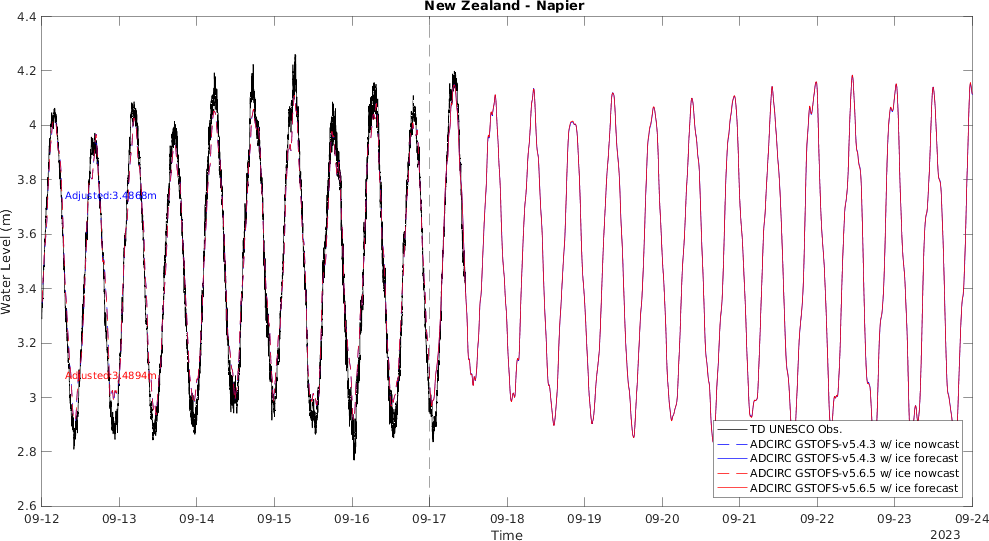 New Zealand - Napier
4.4
4.2
4
3.8
3.6
3.4
3.2
3
2.8
2.6
Water Level (m)
Adjusted:3.4868m
Adjusted:3.4894m
TD UNESCO Obs.
ADCIRC GSTOFS-v5.4.3 w/ ice nowcast
ADCIRC GSTOFS-v5.4.3 w/ ice forecast
ADCIRC GSTOFS-v5.6.5 w/ ice nowcast
ADCIRC GSTOFS-v5.6.5 w/ ice forecast
09-12 09-13 09-14 09-15 09-16 09-17 09-18 09-19 09-20 09-21 09-22 09-23 09-24
Time
2023